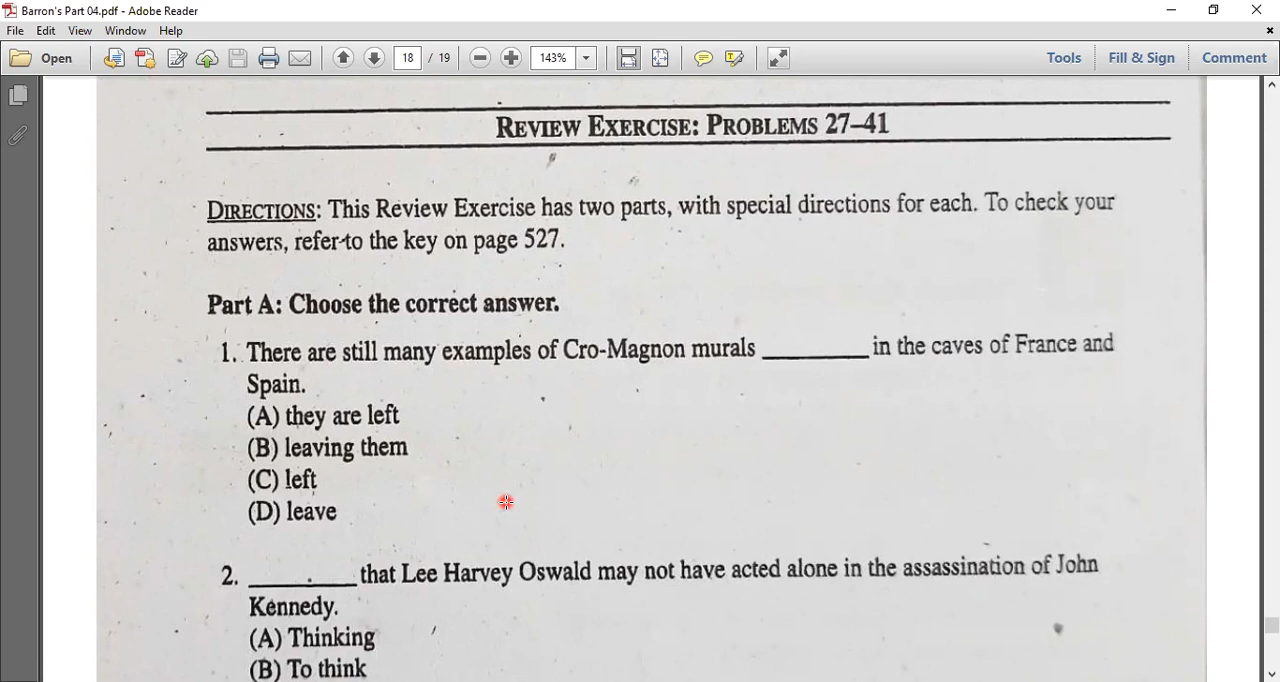 Barron's Part 04.pdf - Adobe Reader
File Edit View Window Help
Open 18 / 19 143% Tools Fill & Sign Comment
REVIEW EXERCISE: PROBLEMS 27–41
DIRECTIONS: This Review Exercise has two parts, with special directions for each. To check your
answers, refer to the key on page 527.
Part A: Choose the correct answer.
1. There are still many examples of Cro-Magnon murals ________ in the caves of France and
Spain.
(A) they are left
(B) leaving them
(C) left
(D) leave
2. ________ that Lee Harvey Oswald may not have acted alone in the assassination of John
Kennedy.
(A) Thinking
(B) To think